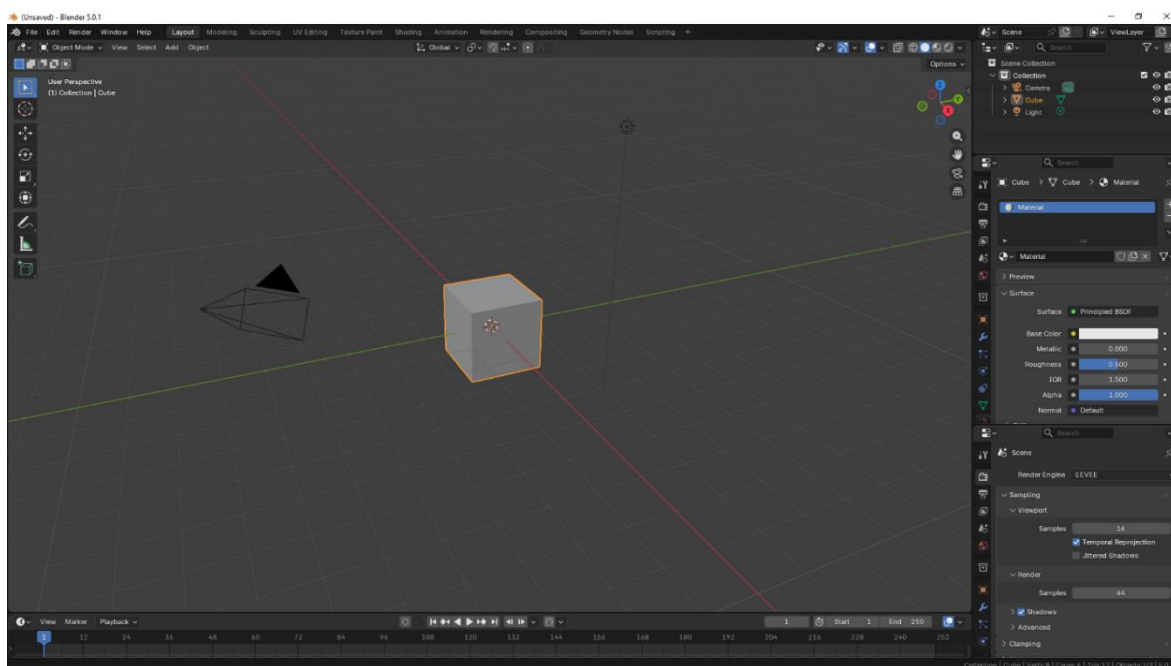 (Unsaved) - Blender 5.0.1
File Edit Render Window Help Layout Modeling Sculpting UV Editing Texture Paint Shading Animation Rendering Compositing Geometry Nodes Scripting + Scene ViewLayer
Object Mode View Select Add Object Global Search
Options
Scene Collection
User Perspective
(1) Collection | Cube
Collection
Camera
Cube
Light
Z
Y
X
Search
Cube > Cube > Material
Material
Material
Preview
Surface
Surface Principled BSDF
Base Color
Metallic 0.000
Roughness 0.500
IOR 1.500
Alpha 1.000
Normal Default
Search
Scene
Render Engine EEVEE
Sampling
Viewport
Samples 16
Temporal Reprojection
Jittered Shadows
Render
Samples 64
Shadows
Advanced
Clamping
View Marker Playback 1 Start 1 End 250
1 12 24 36 48 60 72 84 96 108 120 132 144 156 168 180 192 204 216 228 240 252